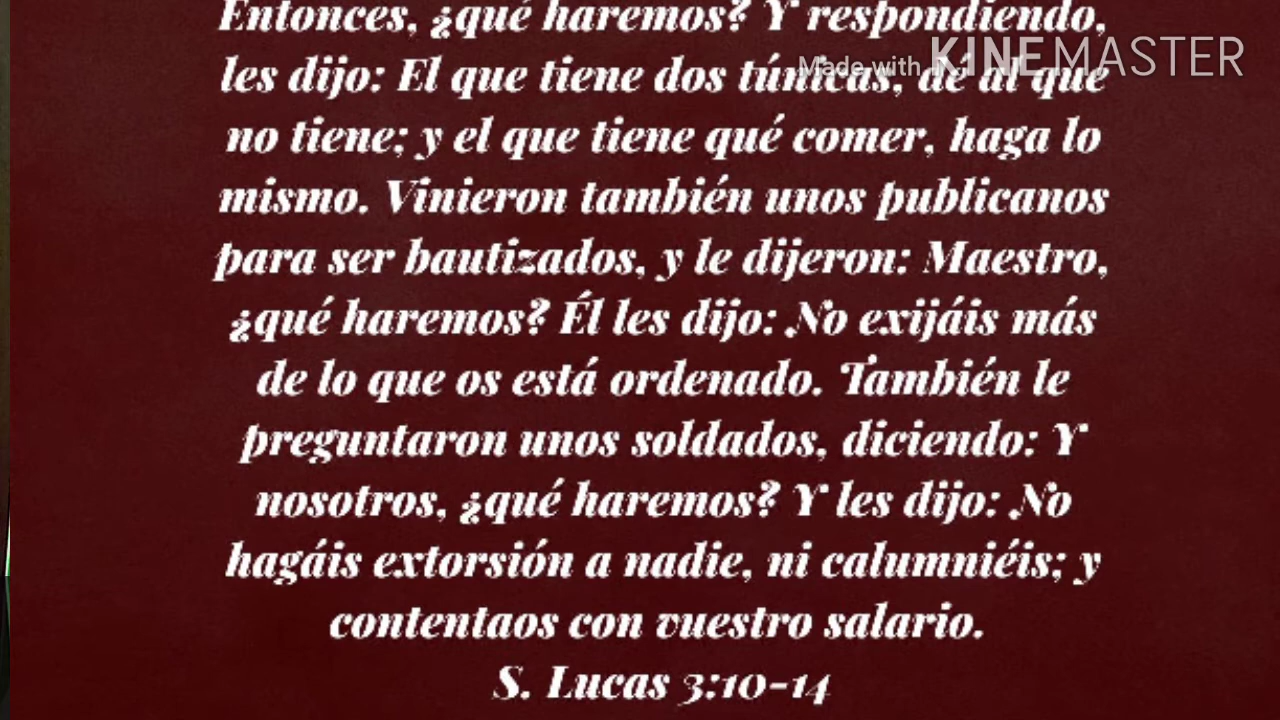 Entonces, ¿qué haremos? Y respondiendo,
Made with KINEMASTER
les dijo: El que tiene dos túnicas, dé al que
no tiene; y el que tiene qué comer, haga lo
mismo. Vinieron también unos publicanos
para ser bautizados, y le dijeron: Maestro,
¿qué haremos? Él les dijo: No exijáis más
de lo que os está ordenado. También le
preguntaron unos soldados, diciendo: Y
nosotros, ¿qué haremos? Y les dijo: No
hagáis extorsión a nadie, ni calumniéis; y
contentaos con vuestro salario.
S. Lucas 3:10-14